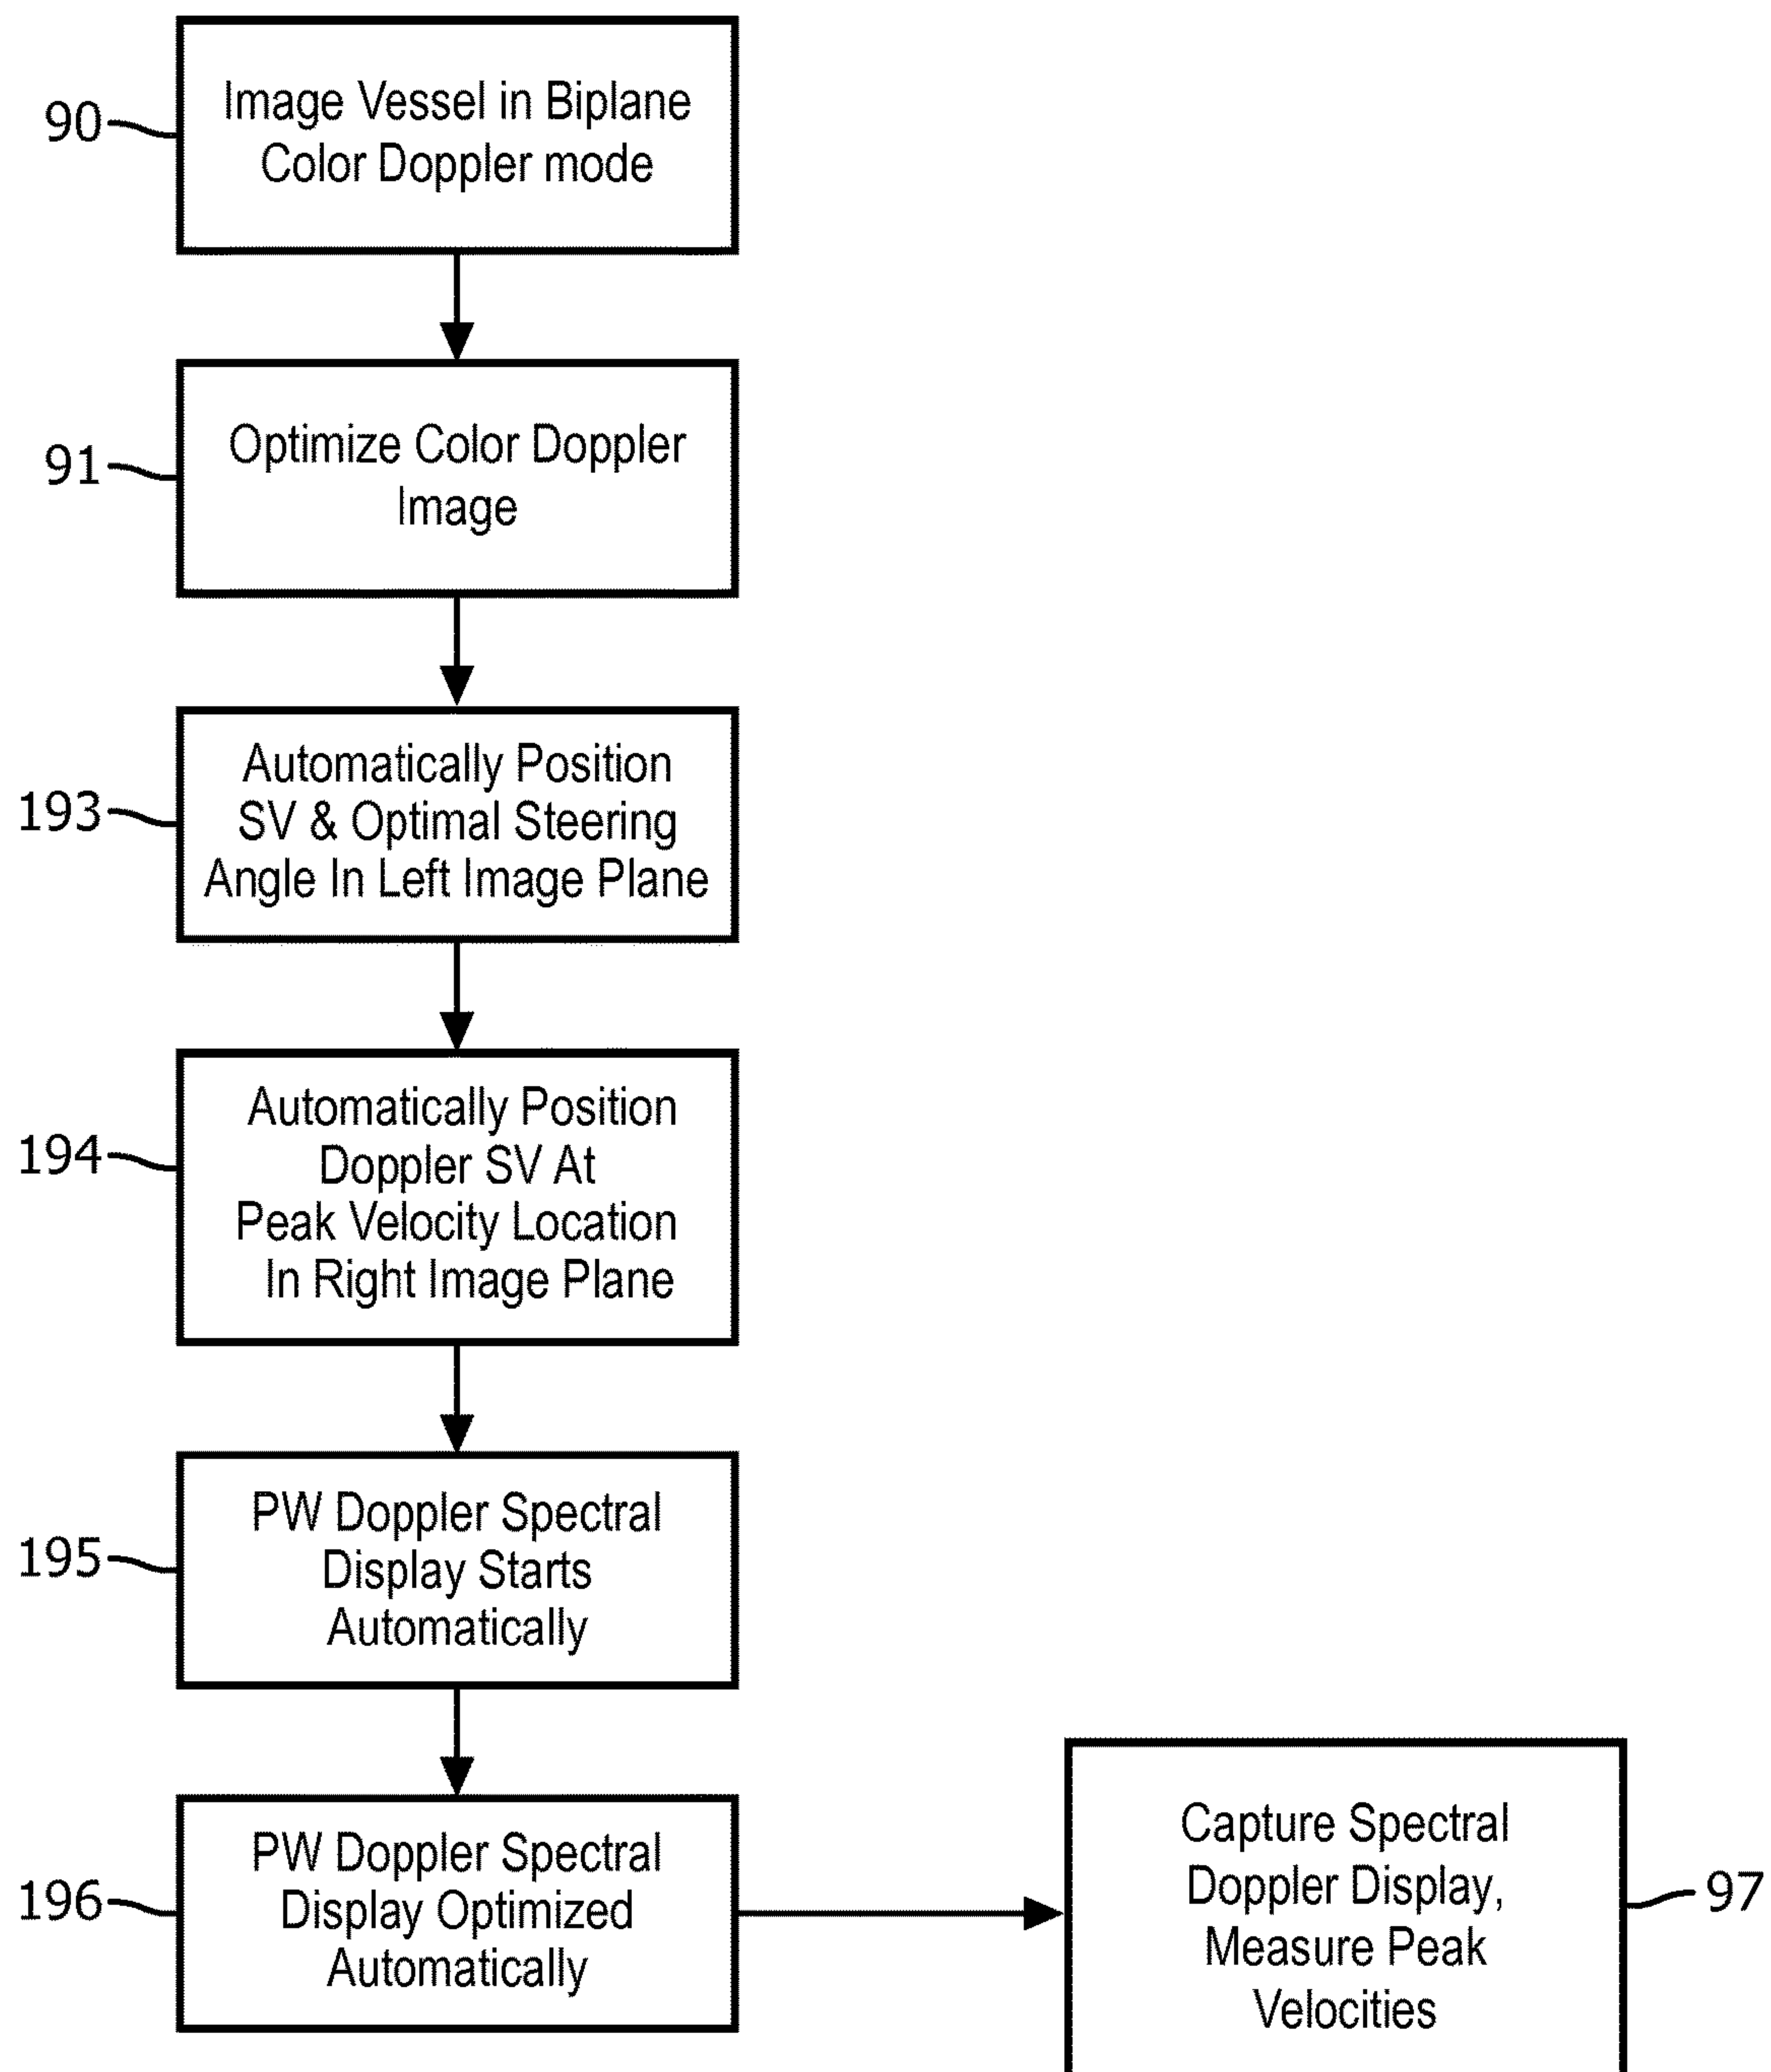 90
Image Vessel in Biplane
Color Doppler mode
91
Optimize Color Doppler
Image
193
Automatically Position
SV & Optimal Steering
Angle In Left Image Plane
194
Automatically Position
Doppler SV At
Peak Velocity Location
In Right Image Plane
195
PW Doppler Spectral
Display Starts
Automatically
196
PW Doppler Spectral
Display Optimized
Automatically
Capture Spectral
Doppler Display,
Measure Peak
Velocities
97